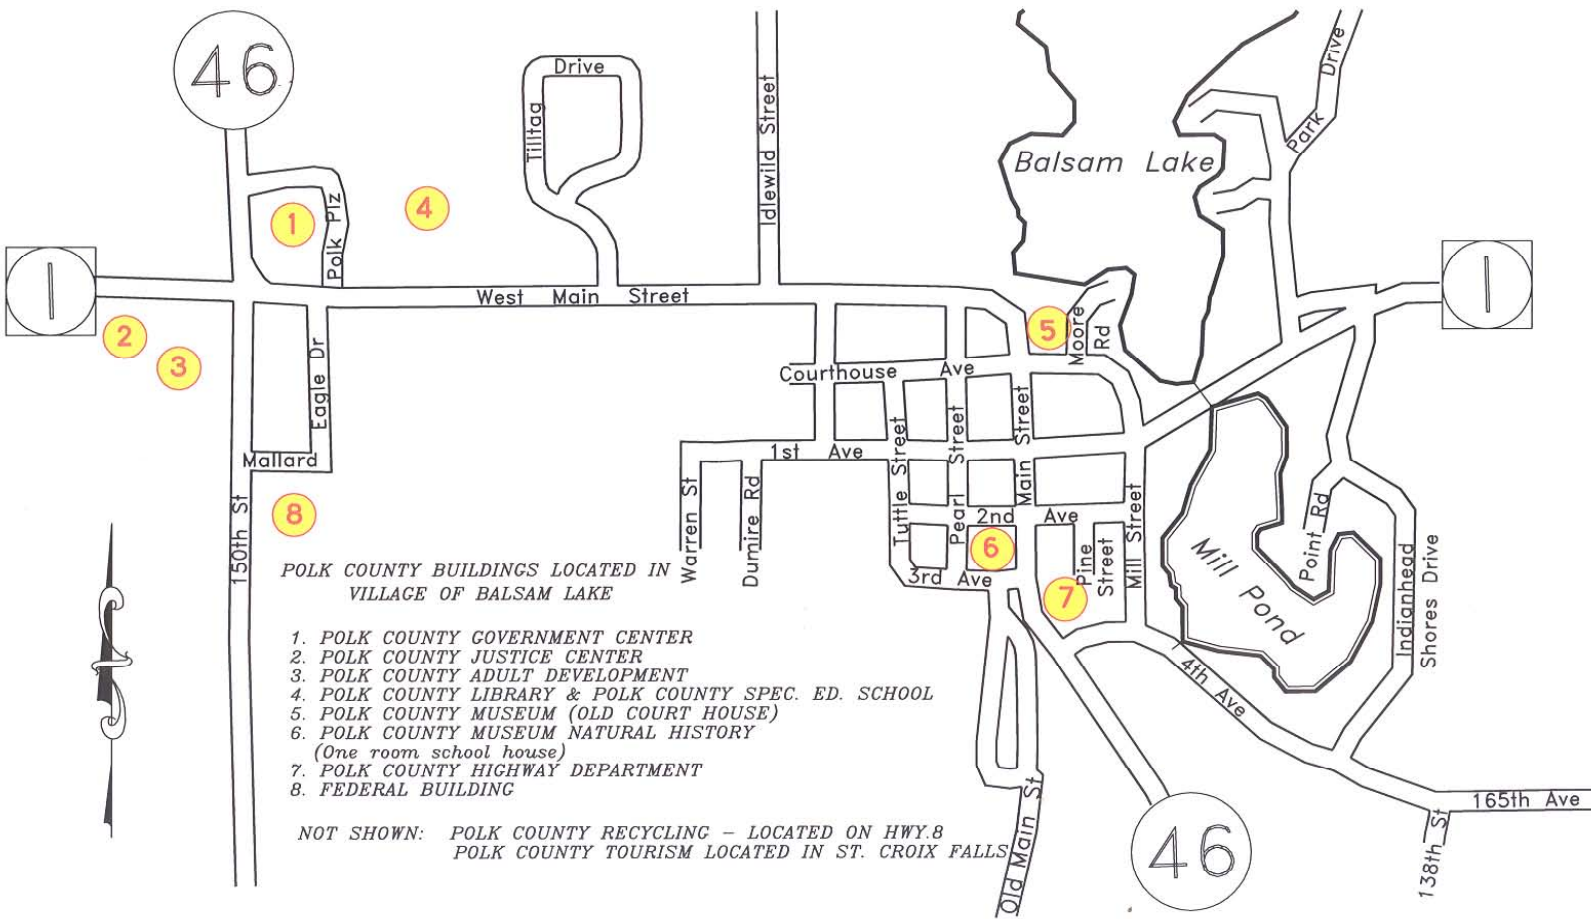 46
Drive
Tilltag
Idlewild Street
Park Drive
Balsam Lake
1
Polk Plz
4
I
West Main Street
I
2
3
5
Moore
Rd
Eagle Dr
Courthouse Ave
Mallard
1st Ave
Tuttle Street
Pearl Street
Main Street
Mill Street
8
150th St
Warren St
Dumire Rd
2nd Ave
6
3rd Ave
Pine
Street
7
Mill Pond
Point Rd
Indianhead
Shores Drive
4th Ave
165th Ave
138th St
Old Main St
46
POLK COUNTY BUILDINGS LOCATED IN
VILLAGE OF BALSAM LAKE
1. POLK COUNTY GOVERNMENT CENTER
2. POLK COUNTY JUSTICE CENTER
3. POLK COUNTY ADULT DEVELOPMENT
4. POLK COUNTY LIBRARY & POLK COUNTY SPEC. ED. SCHOOL
5. POLK COUNTY MUSEUM (OLD COURT HOUSE)
6. POLK COUNTY MUSEUM NATURAL HISTORY
(One room school house)
7. POLK COUNTY HIGHWAY DEPARTMENT
8. FEDERAL BUILDING
NOT SHOWN: POLK COUNTY RECYCLING – LOCATED ON HWY.8
POLK COUNTY TOURISM LOCATED IN ST. CROIX FALLS